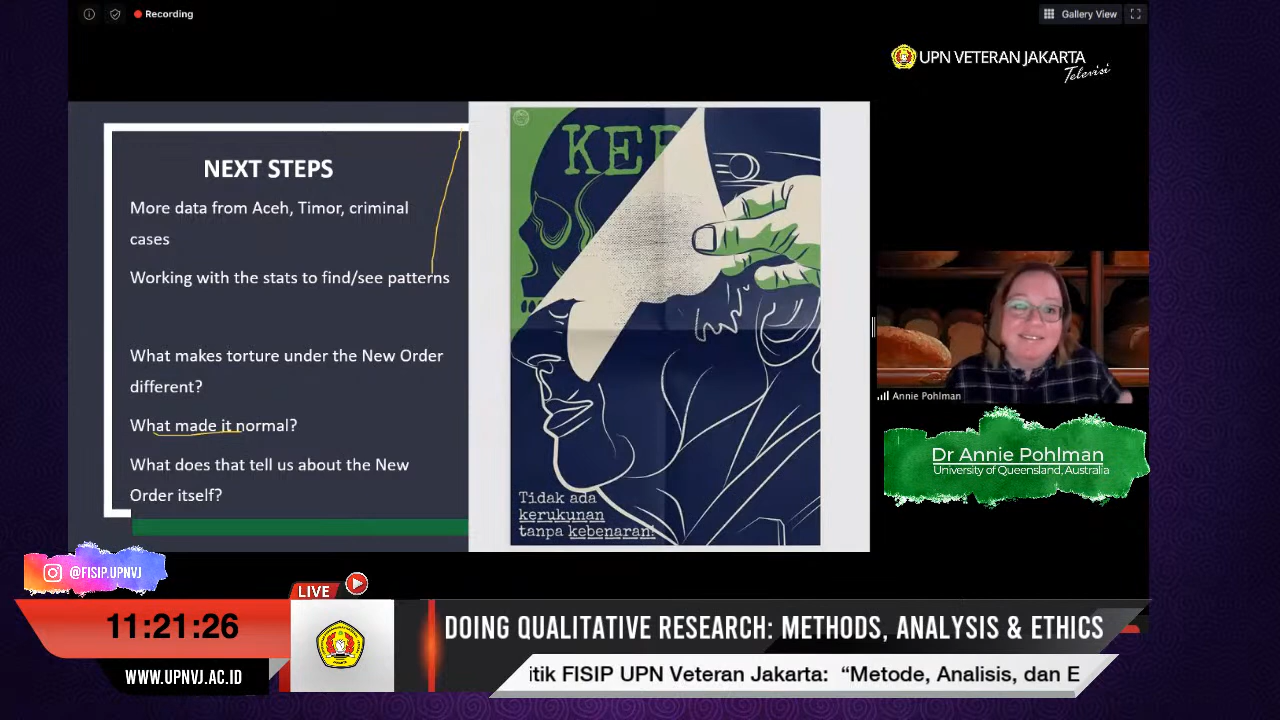 Recording
Gallery View
UPN VETERAN JAKARTA
Televisi
NEXT STEPS
More data from Aceh, Timor, criminal
cases
Working with the stats to find/see patterns
What makes torture under the New Order
different?
What made it normal?
What does that tell us about the New
Order itself?
KER
Tidak ada
kerukunan
tanpa kebenaran!
Annie Pohlman
Dr Annie Pohlman
University of Queensland, Australia
@FISIP.UPNVJ
LIVE
11:21:26
WWW.UPNVJ.AC.ID
DOING QUALITATIVE RESEARCH: METHODS, ANALYSIS & ETHICS
itik FISIP UPN Veteran Jakarta: “Metode, Analisis, dan E